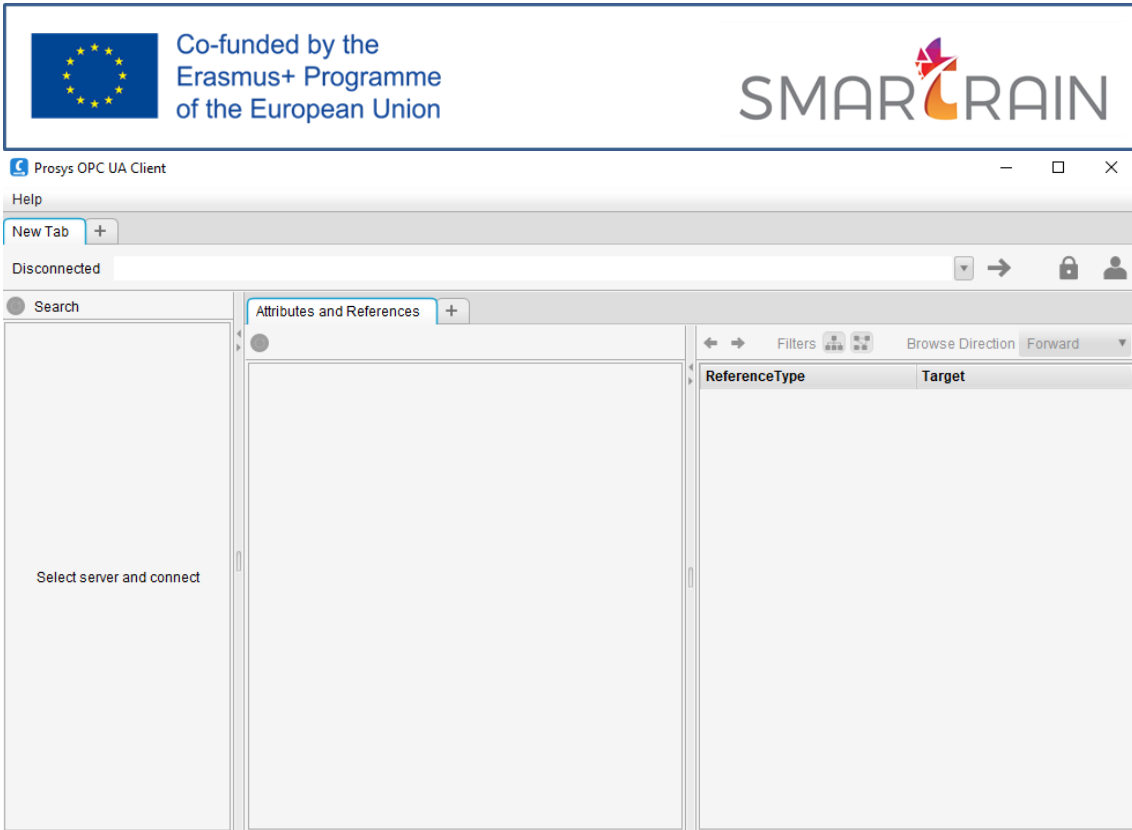 Co-funded by the
Erasmus+ Programme
of the European Union
SMARTRAIN
Prosys OPC UA Client
Help
New Tab +
Disconnected
Search
Attributes and References +
Filters Browse Direction Forward
ReferenceType Target
Select server and connect